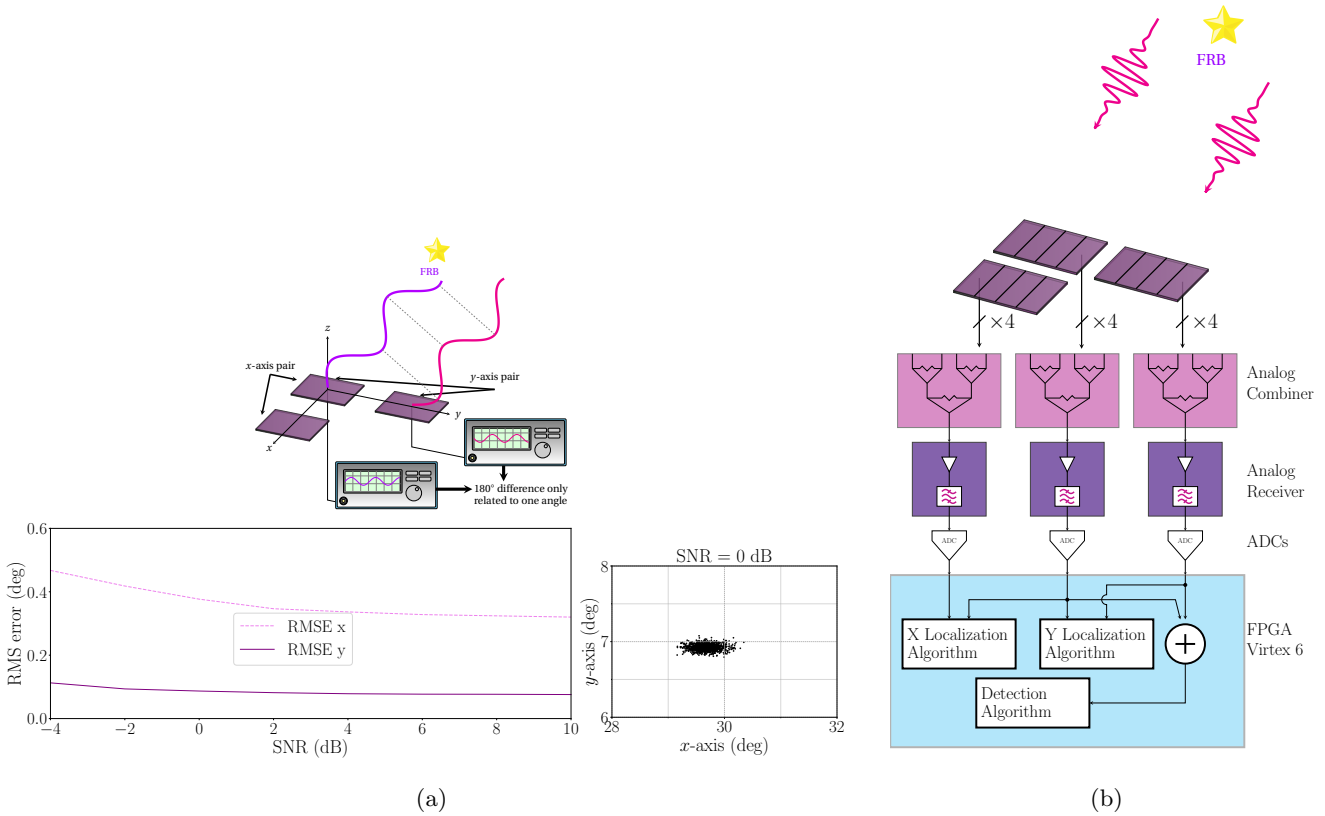 FRB
z
x-axis pair
y-axis pair
y
x
180° difference only
related to one angle
RMS error (deg)
0.6
0.4
0.2
0.0
RMSE x
RMSE y
−4
−2
0
2
4
6
8
10
SNR (dB)
SNR = 0 dB
y-axis (deg)
8
7
6
28
30
32
x-axis (deg)
(a)
FRB
×4
×4
×4
Analog
Combiner
Analog
Receiver
ADC
ADC
ADC
ADCs
X Localization
Algorithm
Y Localization
Algorithm
+
FPGA
Virtex 6
Detection
Algorithm
(b)